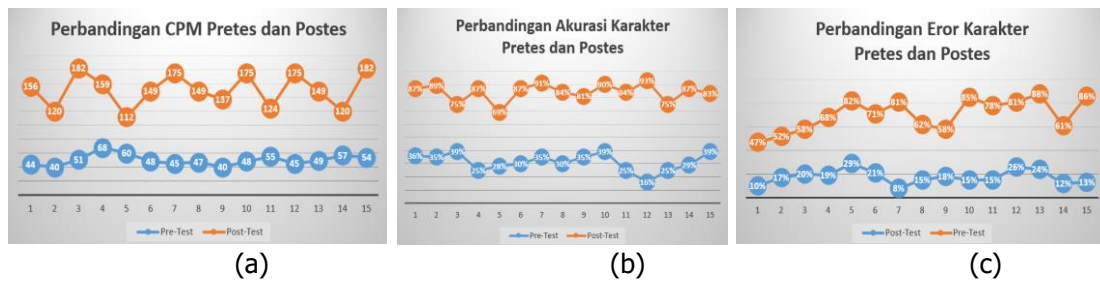 Perbandingan CPM Pretes dan Postes
156 120 182 159 112 149 175 149 137 175 124 175 149 120 182
44 40 51 68 60 48 45 47 40 48 55 45 49 57 54
1 2 3 4 5 6 7 8 9 10 11 12 13 14 15
Pre-Test Post-Test
(a)
Perbandingan Akurasi Karakter
Pretes dan Postes
87% 89% 75% 87% 69% 87% 91% 84% 81% 90% 84% 93% 75% 87% 83%
36% 35% 39% 25% 28% 30% 35% 30% 35% 39% 25% 16% 25% 29% 39%
1 2 3 4 5 6 7 8 9 10 11 12 13 14 15
Pre-Test Post-Test
(b)
Perbandingan Eror Karakter
Pretes dan Postes
47% 52% 58% 68% 82% 71% 81% 62% 58% 85% 78% 81% 88% 61% 86%
10% 17% 20% 19% 29% 21% 8% 15% 18% 15% 15% 26% 24% 12% 13%
1 2 3 4 5 6 7 8 9 10 11 12 13 14 15
Post-Test Pre-Test
(c)